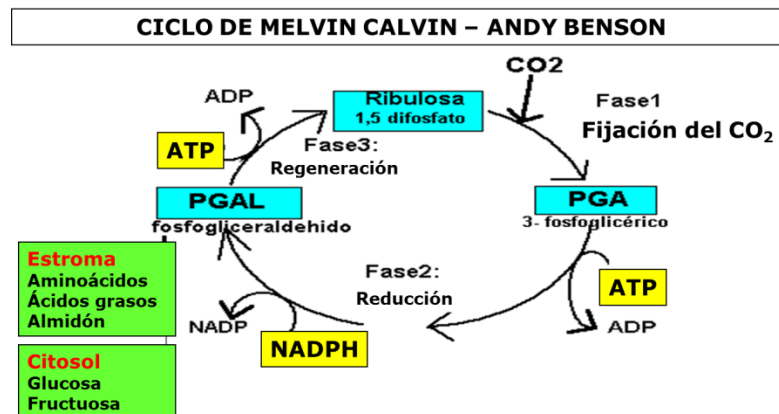 CICLO DE MELVIN CALVIN – ANDY BENSON
CO2
Ribulosa
1,5 difosfato
Fase1
Fijación del CO₂
ADP
ATP
Fase3:
Regeneración
PGAL
fosfogliceraldehido
PGA
3- fosfoglicérico
Estroma
Aminoácidos
Ácidos grasos
Almidón
Fase2:
Reducción
ATP
ADP
NADP
NADPH
Citosol
Glucosa
Fructuosa